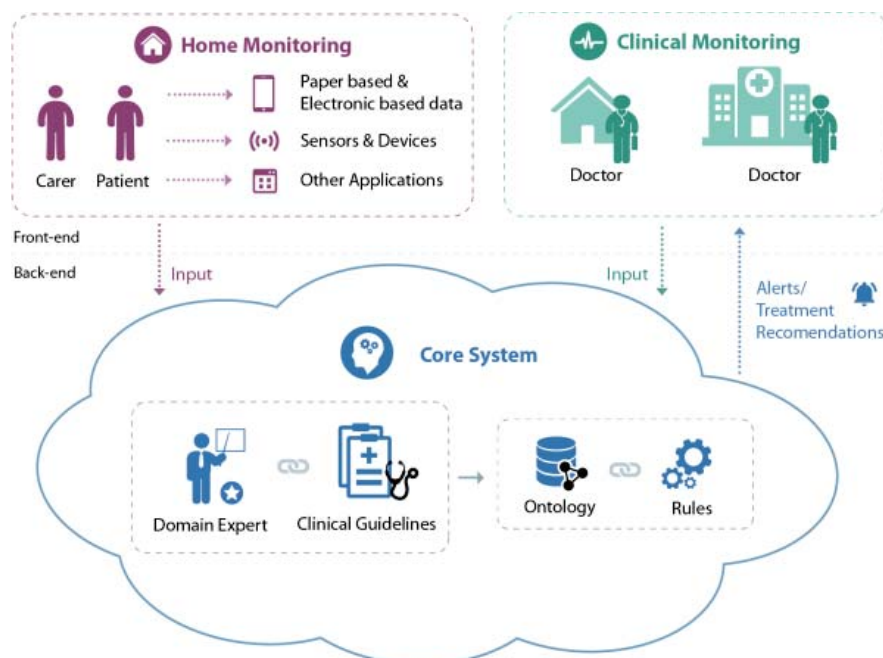 Home Monitoring
Paper based &
Electronic based data
Sensors & Devices
Other Applications
Carer
Patient
Clinical Monitoring
Doctor
Doctor
Front-end
Back-end
Input
Input
Alerts/
Treatment
Recomendations
Core System
Domain Expert
Clinical Guidelines
Ontology
Rules